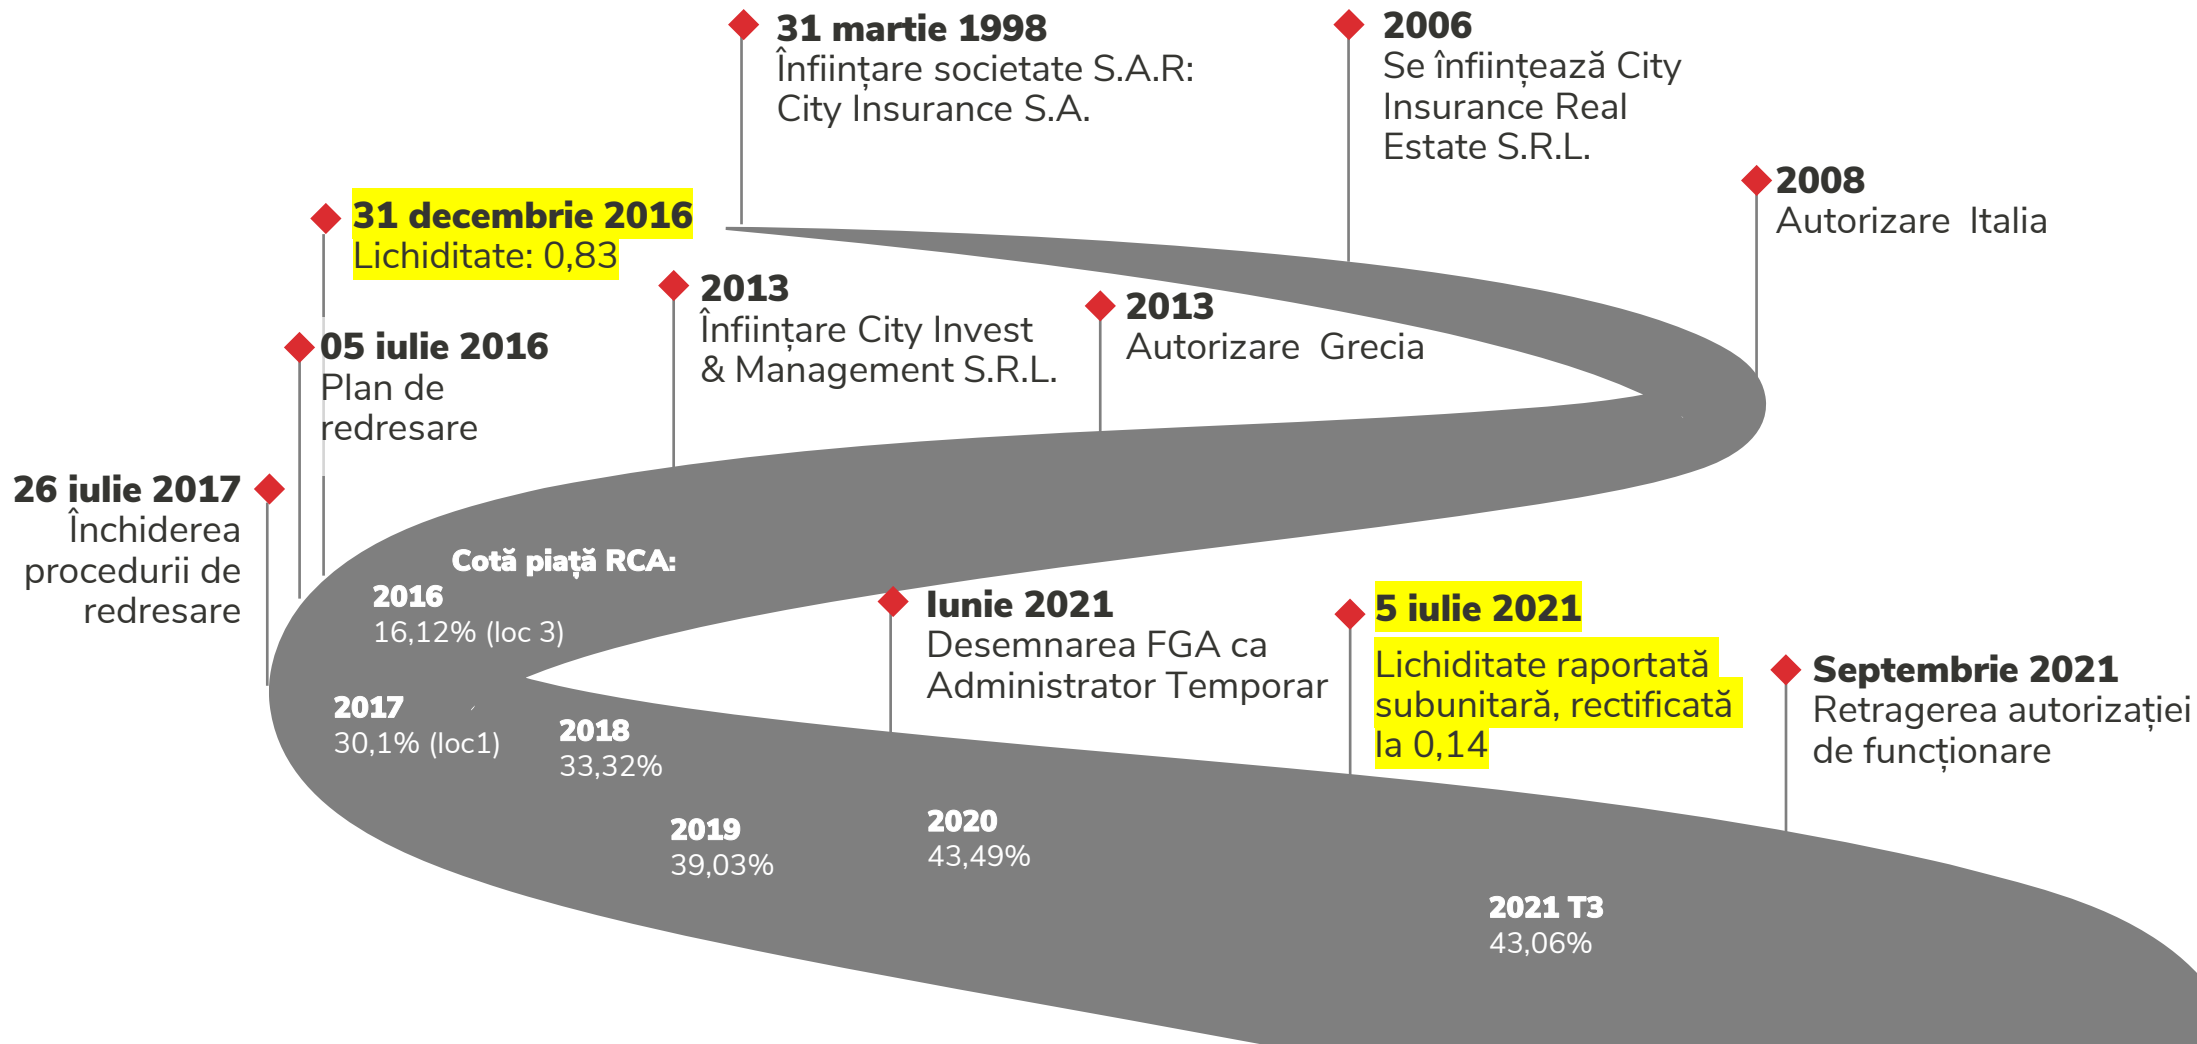 31 martie 1998
Înființare societate S.A.R:
City Insurance S.A.
2006
Se înființează City
Insurance Real
Estate S.R.L.
2008
Autorizare Italia
2013
Autorizare Grecia
2013
Înființare City Invest
& Management S.R.L.
31 decembrie 2016
Lichiditate: 0,83
05 iulie 2016
Plan de
redresare
26 iulie 2017
Închiderea
procedurii de
redresare
Cotă piață RCA:
2016
16,12% (loc 3)
2017
30,1% (loc1)
2018
33,32%
2019
39,03%
2020
43,49%
2021 T3
43,06%
Iunie 2021
Desemnarea FGA ca
Administrator Temporar
5 iulie 2021
Lichiditate raportată
subunitară, rectificată
la 0,14
Septembrie 2021
Retragerea autorizației
de funcționare